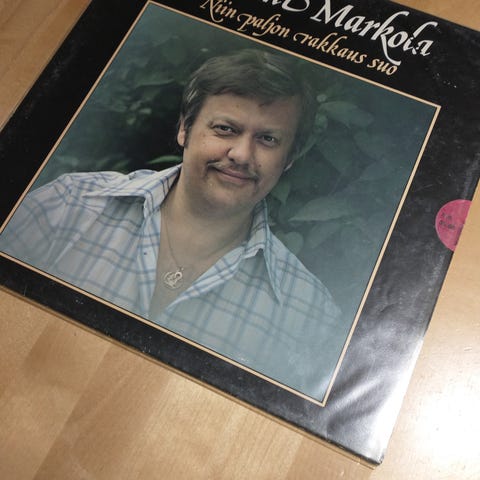 Markola
Niin paljon rakkaus suo